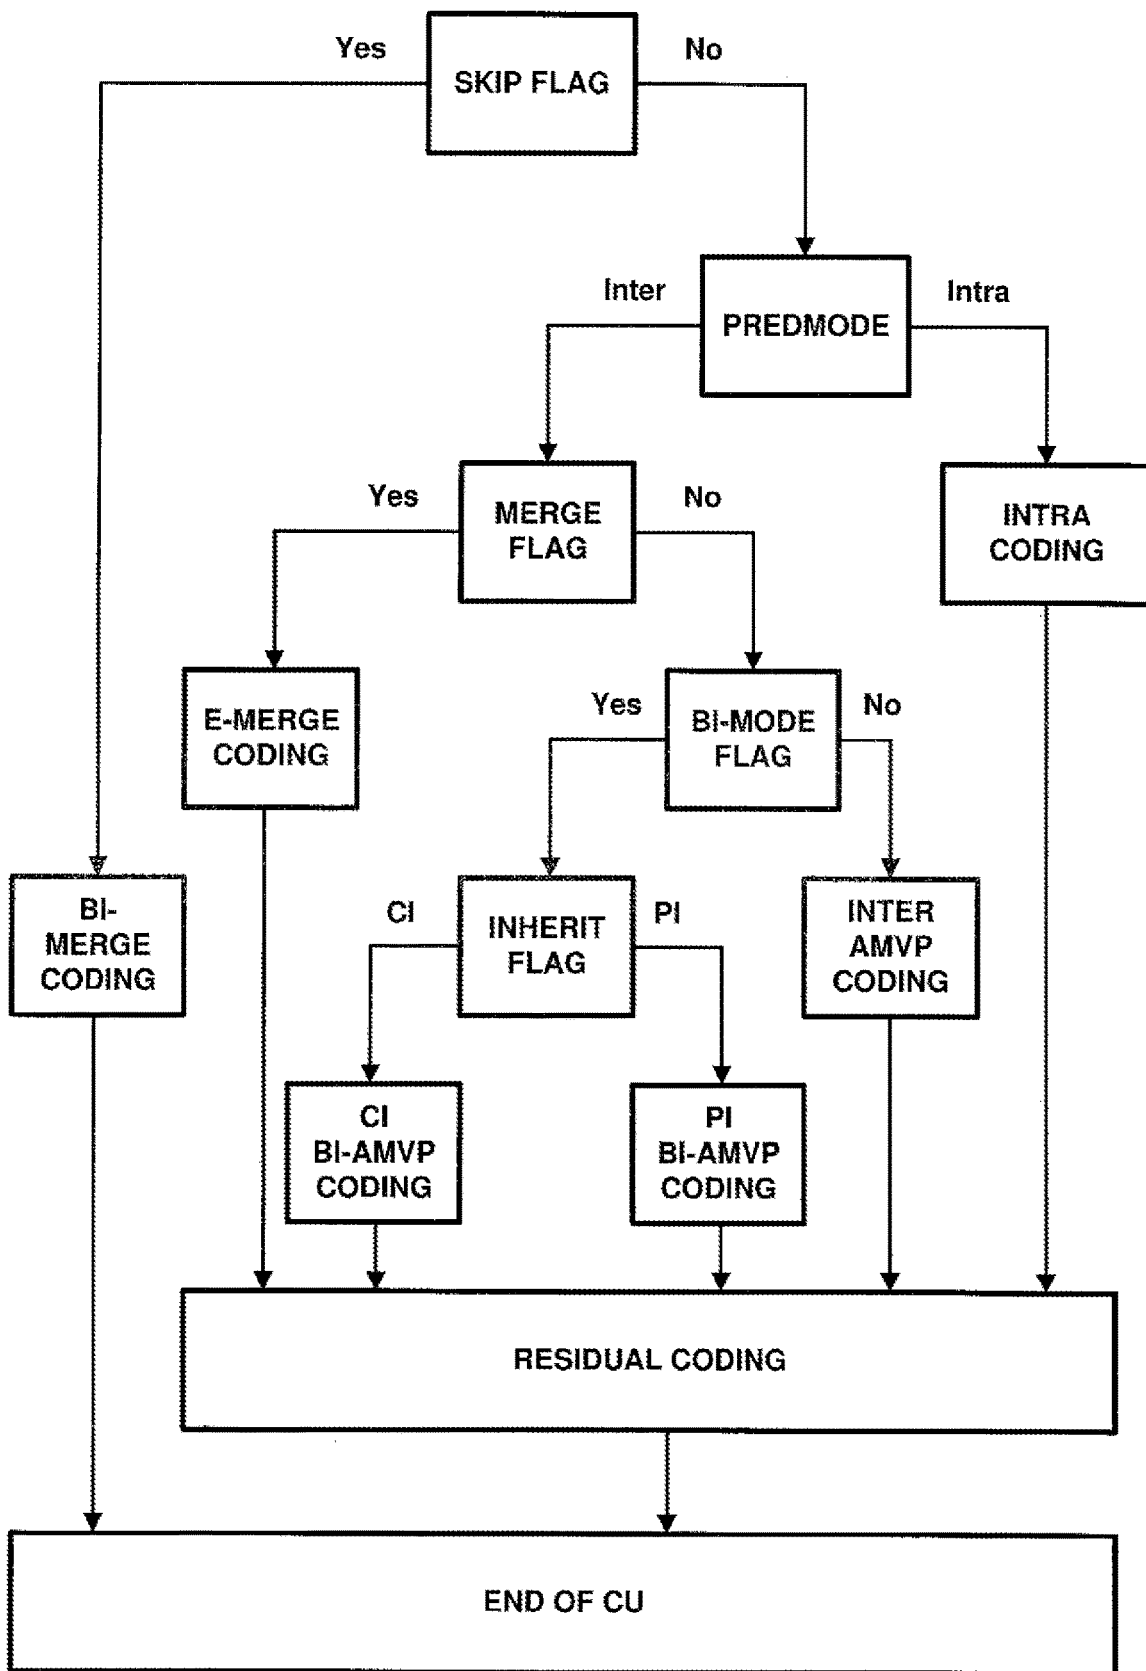 Yes
No
SKIP FLAG
Inter
Intra
PREDMODE
Yes
No
MERGE
FLAG
INTRA
CODING
E-MERGE
CODING
Yes
No
BI-MODE
FLAG
BI-
MERGE
CODING
CI
PI
INHERIT
FLAG
INTER
AMVP
CODING
CI
BI-AMVP
CODING
PI
BI-AMVP
CODING
RESIDUAL CODING
END OF CU